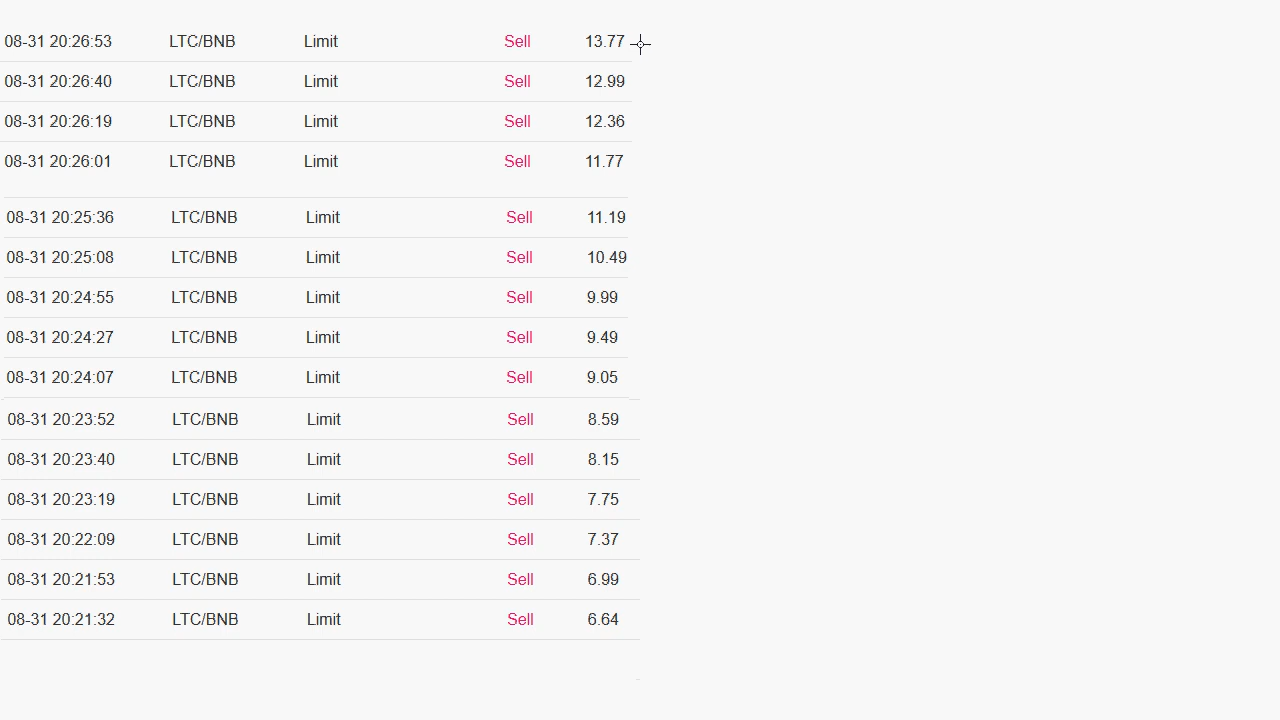 08-31 20:26:53 LTC/BNB Limit Sell 13.77
08-31 20:26:40 LTC/BNB Limit Sell 12.99
08-31 20:26:19 LTC/BNB Limit Sell 12.36
08-31 20:26:01 LTC/BNB Limit Sell 11.77
08-31 20:25:36 LTC/BNB Limit Sell 11.19
08-31 20:25:08 LTC/BNB Limit Sell 10.49
08-31 20:24:55 LTC/BNB Limit Sell 9.99
08-31 20:24:27 LTC/BNB Limit Sell 9.49
08-31 20:24:07 LTC/BNB Limit Sell 9.05
08-31 20:23:52 LTC/BNB Limit Sell 8.59
08-31 20:23:40 LTC/BNB Limit Sell 8.15
08-31 20:23:19 LTC/BNB Limit Sell 7.75
08-31 20:22:09 LTC/BNB Limit Sell 7.37
08-31 20:21:53 LTC/BNB Limit Sell 6.99
08-31 20:21:32 LTC/BNB Limit Sell 6.64